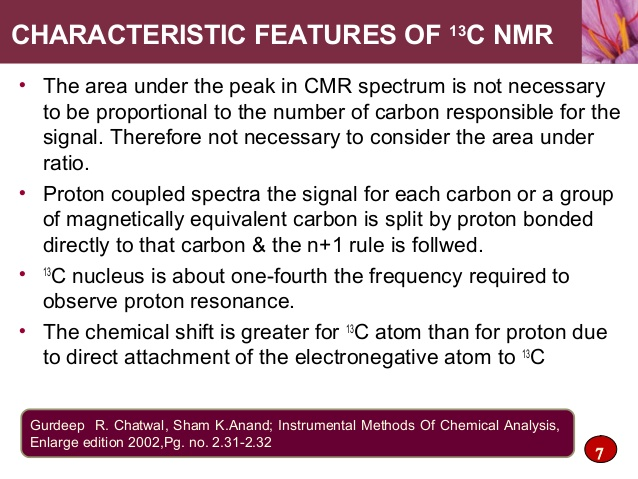 CHARACTERISTIC FEATURES OF ¹³C NMR
• The area under the peak in CMR spectrum is not necessary
to be proportional to the number of carbon responsible for the
signal. Therefore not necessary to consider the area under
ratio.
• Proton coupled spectra the signal for each carbon or a group
of magnetically equivalent carbon is split by proton bonded
directly to that carbon & the n+1 rule is follwed.
• ¹³C nucleus is about one-fourth the frequency required to
observe proton resonance.
• The chemical shift is greater for ¹³C atom than for proton due
to direct attachment of the electronegative atom to ¹³C
Gurdeep R. Chatwal, Sham K.Anand; Instrumental Methods Of Chemical Analysis,
Enlarge edition 2002,Pg. no. 2.31-2.32
7